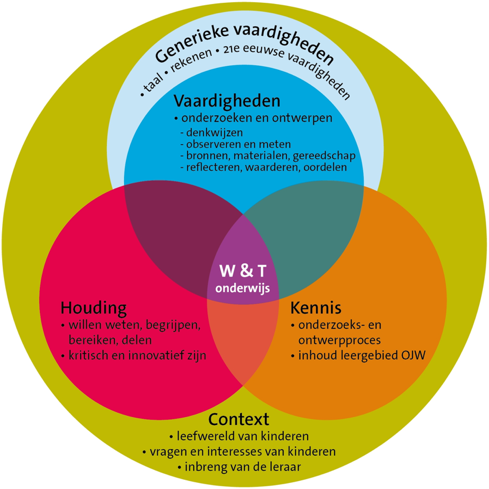 Generieke vaardigheden
• taal • rekenen • 21e eeuwse vaardigheden
Vaardigheden
• onderzoeken en ontwerpen
- denkwijzen
- observeren en meten
- bronnen, materialen, gereedschap
- reflecteren, waarderen, oordelen
W & T
onderwijs
Houding
• willen weten, begrijpen,
bereiken, delen
• kritisch en innovatief zijn
Kennis
• onderzoeks- en
ontwerpproces
• inhoud leergebied OJW
Context
• leefwereld van kinderen
• vragen en interesses van kinderen
• inbreng van de leraar